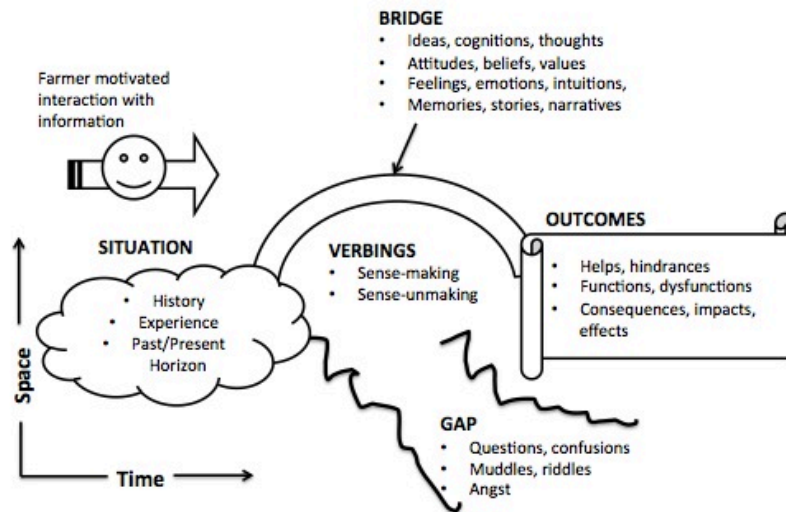 BRIDGE
• Ideas, cognitions, thoughts
• Attitudes, beliefs, values
• Feelings, emotions, intuitions,
• Memories, stories, narratives
Farmer motivated
interaction with
information
SITUATION
• History
• Experience
• Past/Present
Horizon
VERBINGS
• Sense-making
• Sense-unmaking
OUTCOMES
• Helps, hindrances
• Functions, dysfunctions
• Consequences, impacts,
effects
GAP
• Questions, confusions
• Muddles, riddles
• Angst
Space
Time